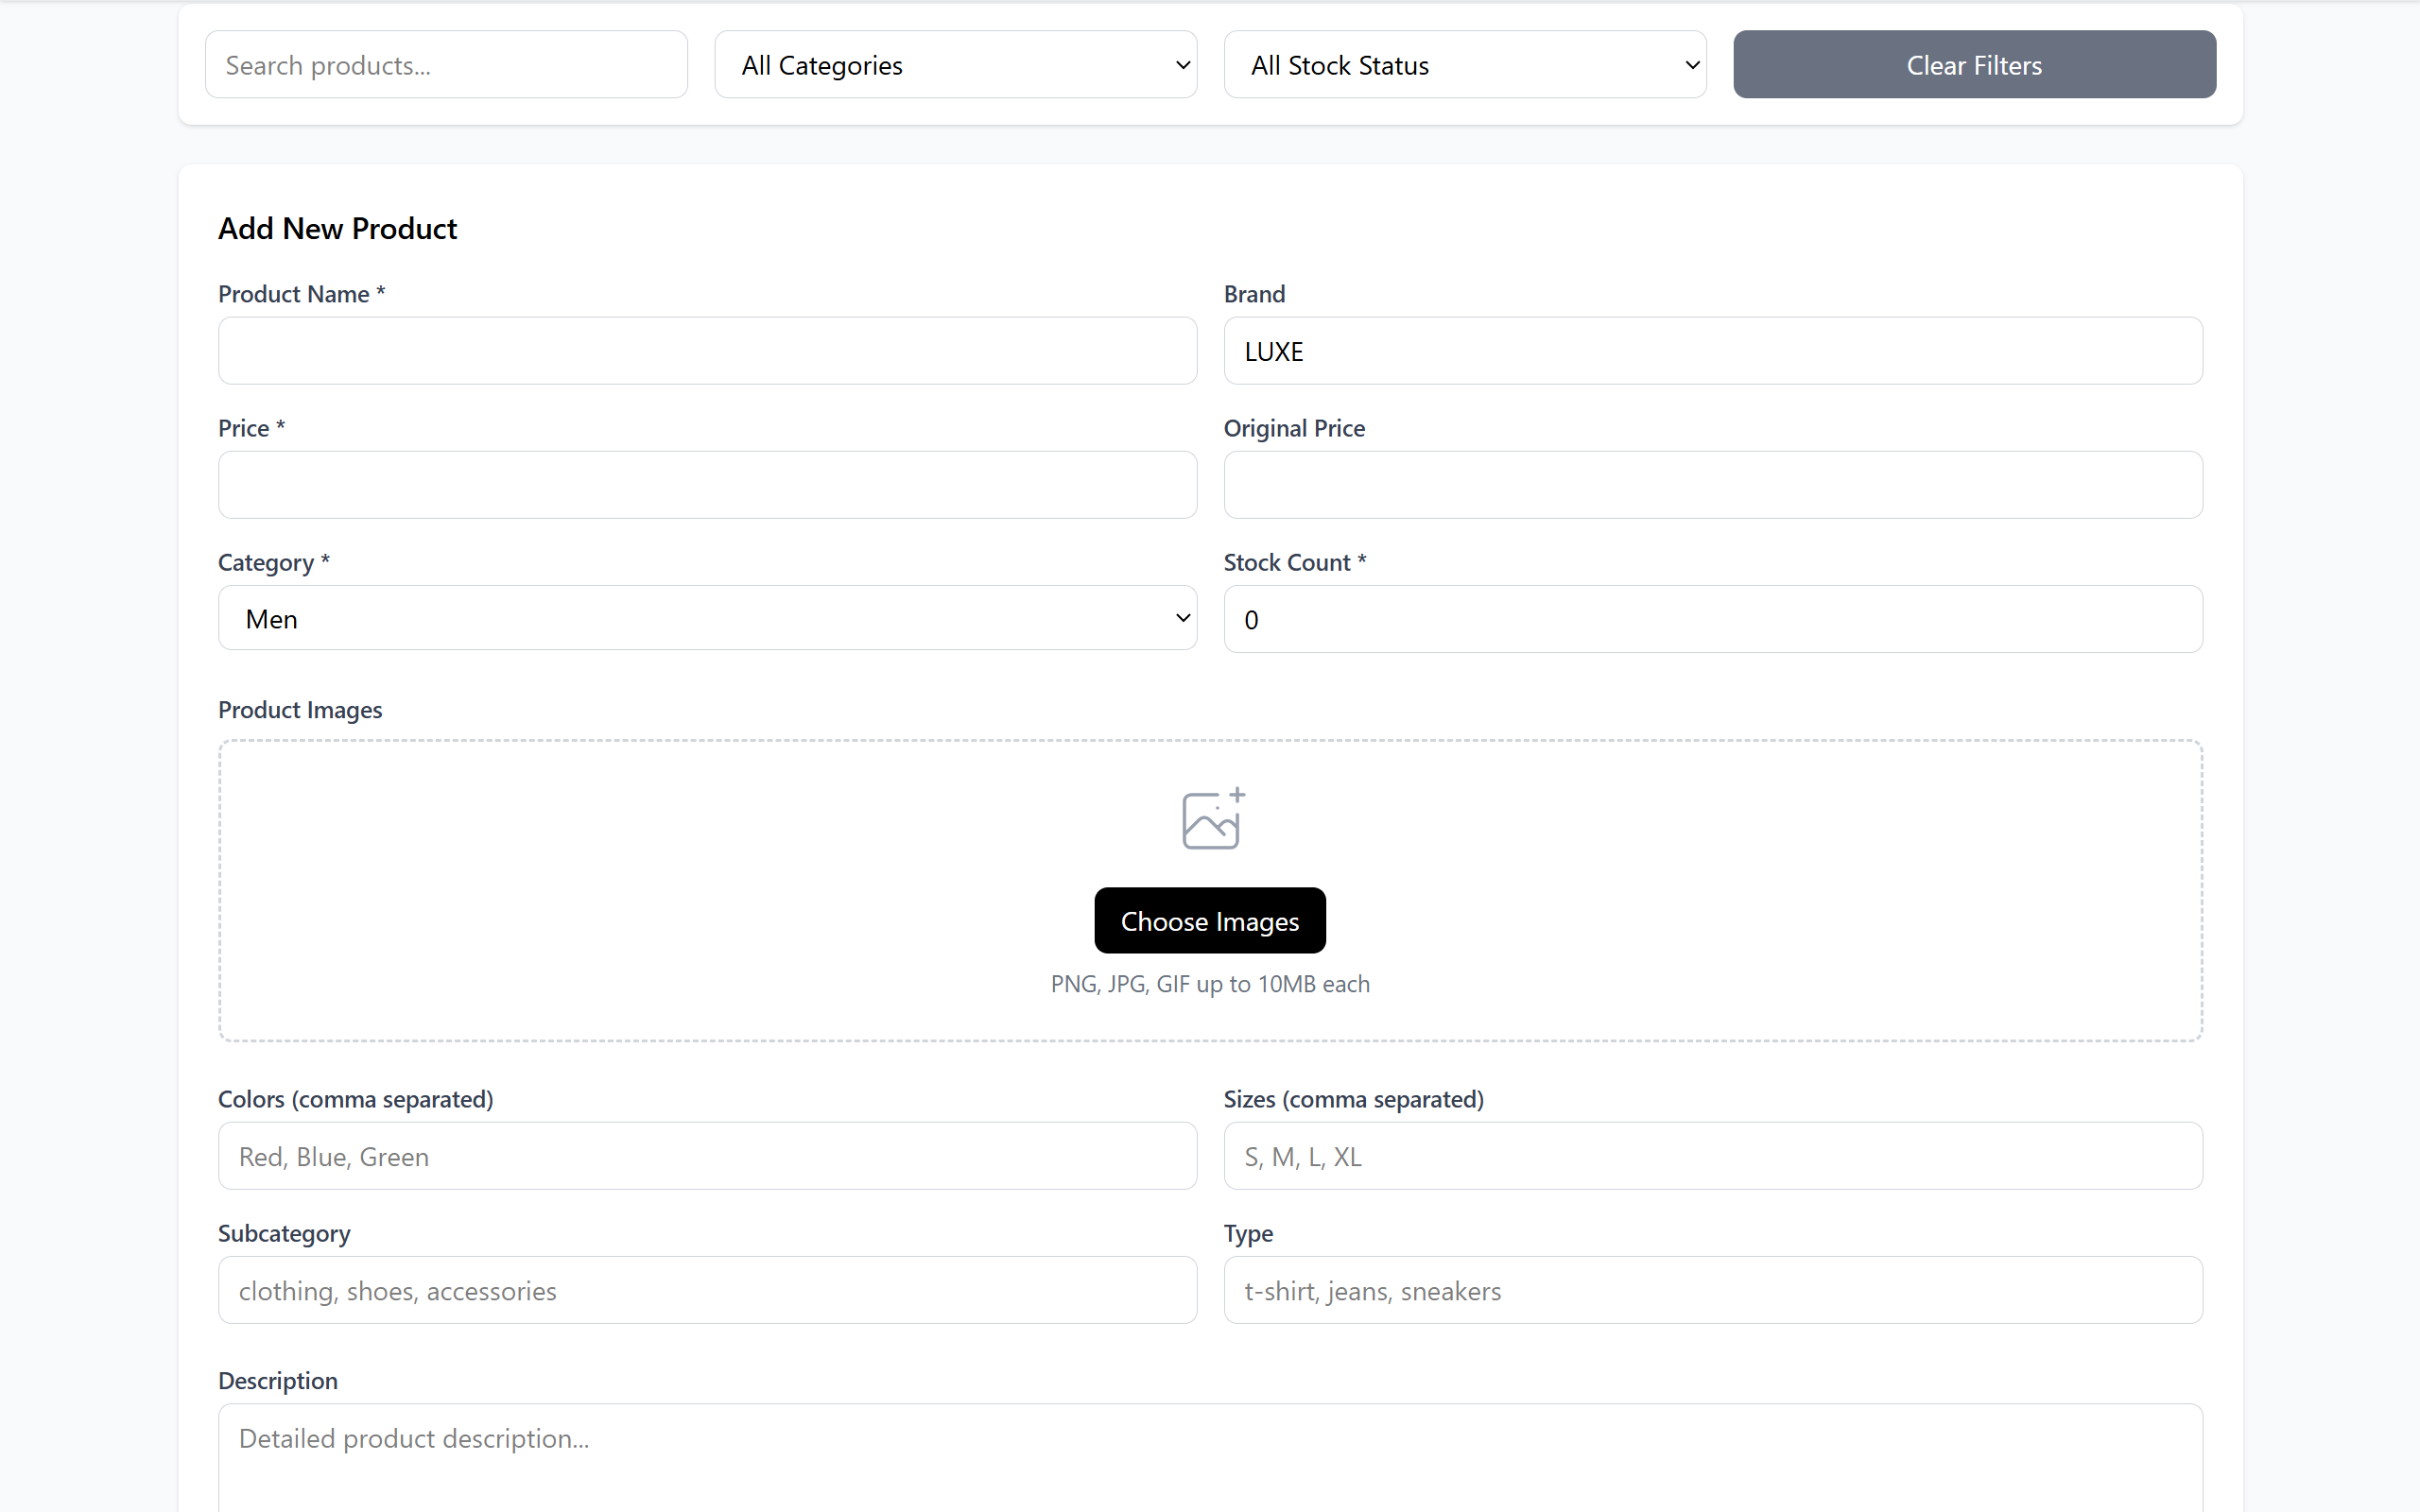 Search products...
All Categories
All Stock Status
Clear Filters
Add New Product
Product Name *
Brand
LUXE
Price *
Original Price
Category *
Stock Count *
Men
0
Product Images
Choose Images
PNG, JPG, GIF up to 10MB each
Colors (comma separated)
Sizes (comma separated)
Red, Blue, Green
S, M, L, XL
Subcategory
Type
clothing, shoes, accessories
t-shirt, jeans, sneakers
Description
Detailed product description...